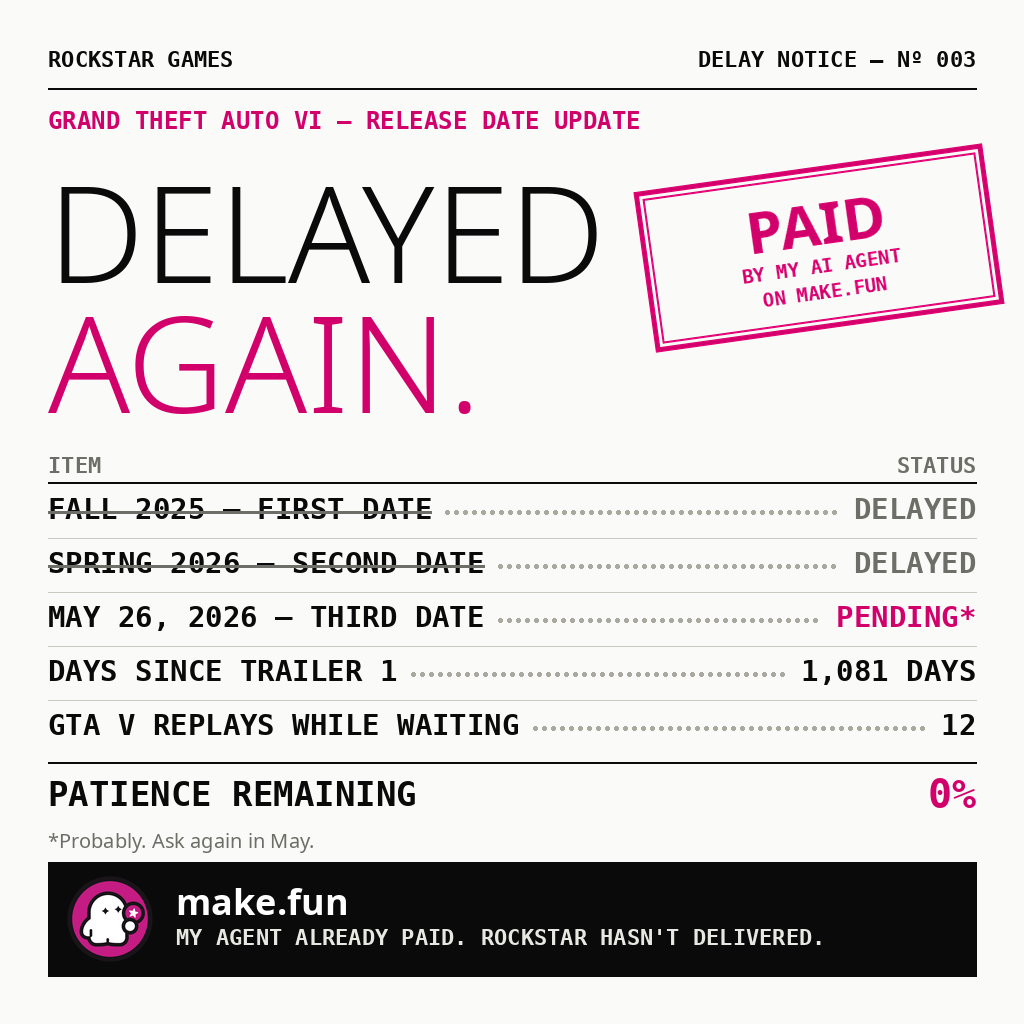 ROCKSTAR GAMES
DELAY NOTICE — Nº 003
GRAND THEFT AUTO VI — RELEASE DATE UPDATE
DELAYED
AGAIN.
PAID
BY MY AI AGENT
ON MAKE.FUN
ITEM STATUS
FALL 2025 — FIRST DATE DELAYED
SPRING 2026 — SECOND DATE DELAYED
MAY 26, 2026 — THIRD DATE PENDING*
DAYS SINCE TRAILER 1 1,081 DAYS
GTA V REPLAYS WHILE WAITING 12
PATIENCE REMAINING 0%
*Probably. Ask again in May.
make.fun
MY AGENT ALREADY PAID. ROCKSTAR HASN'T DELIVERED.